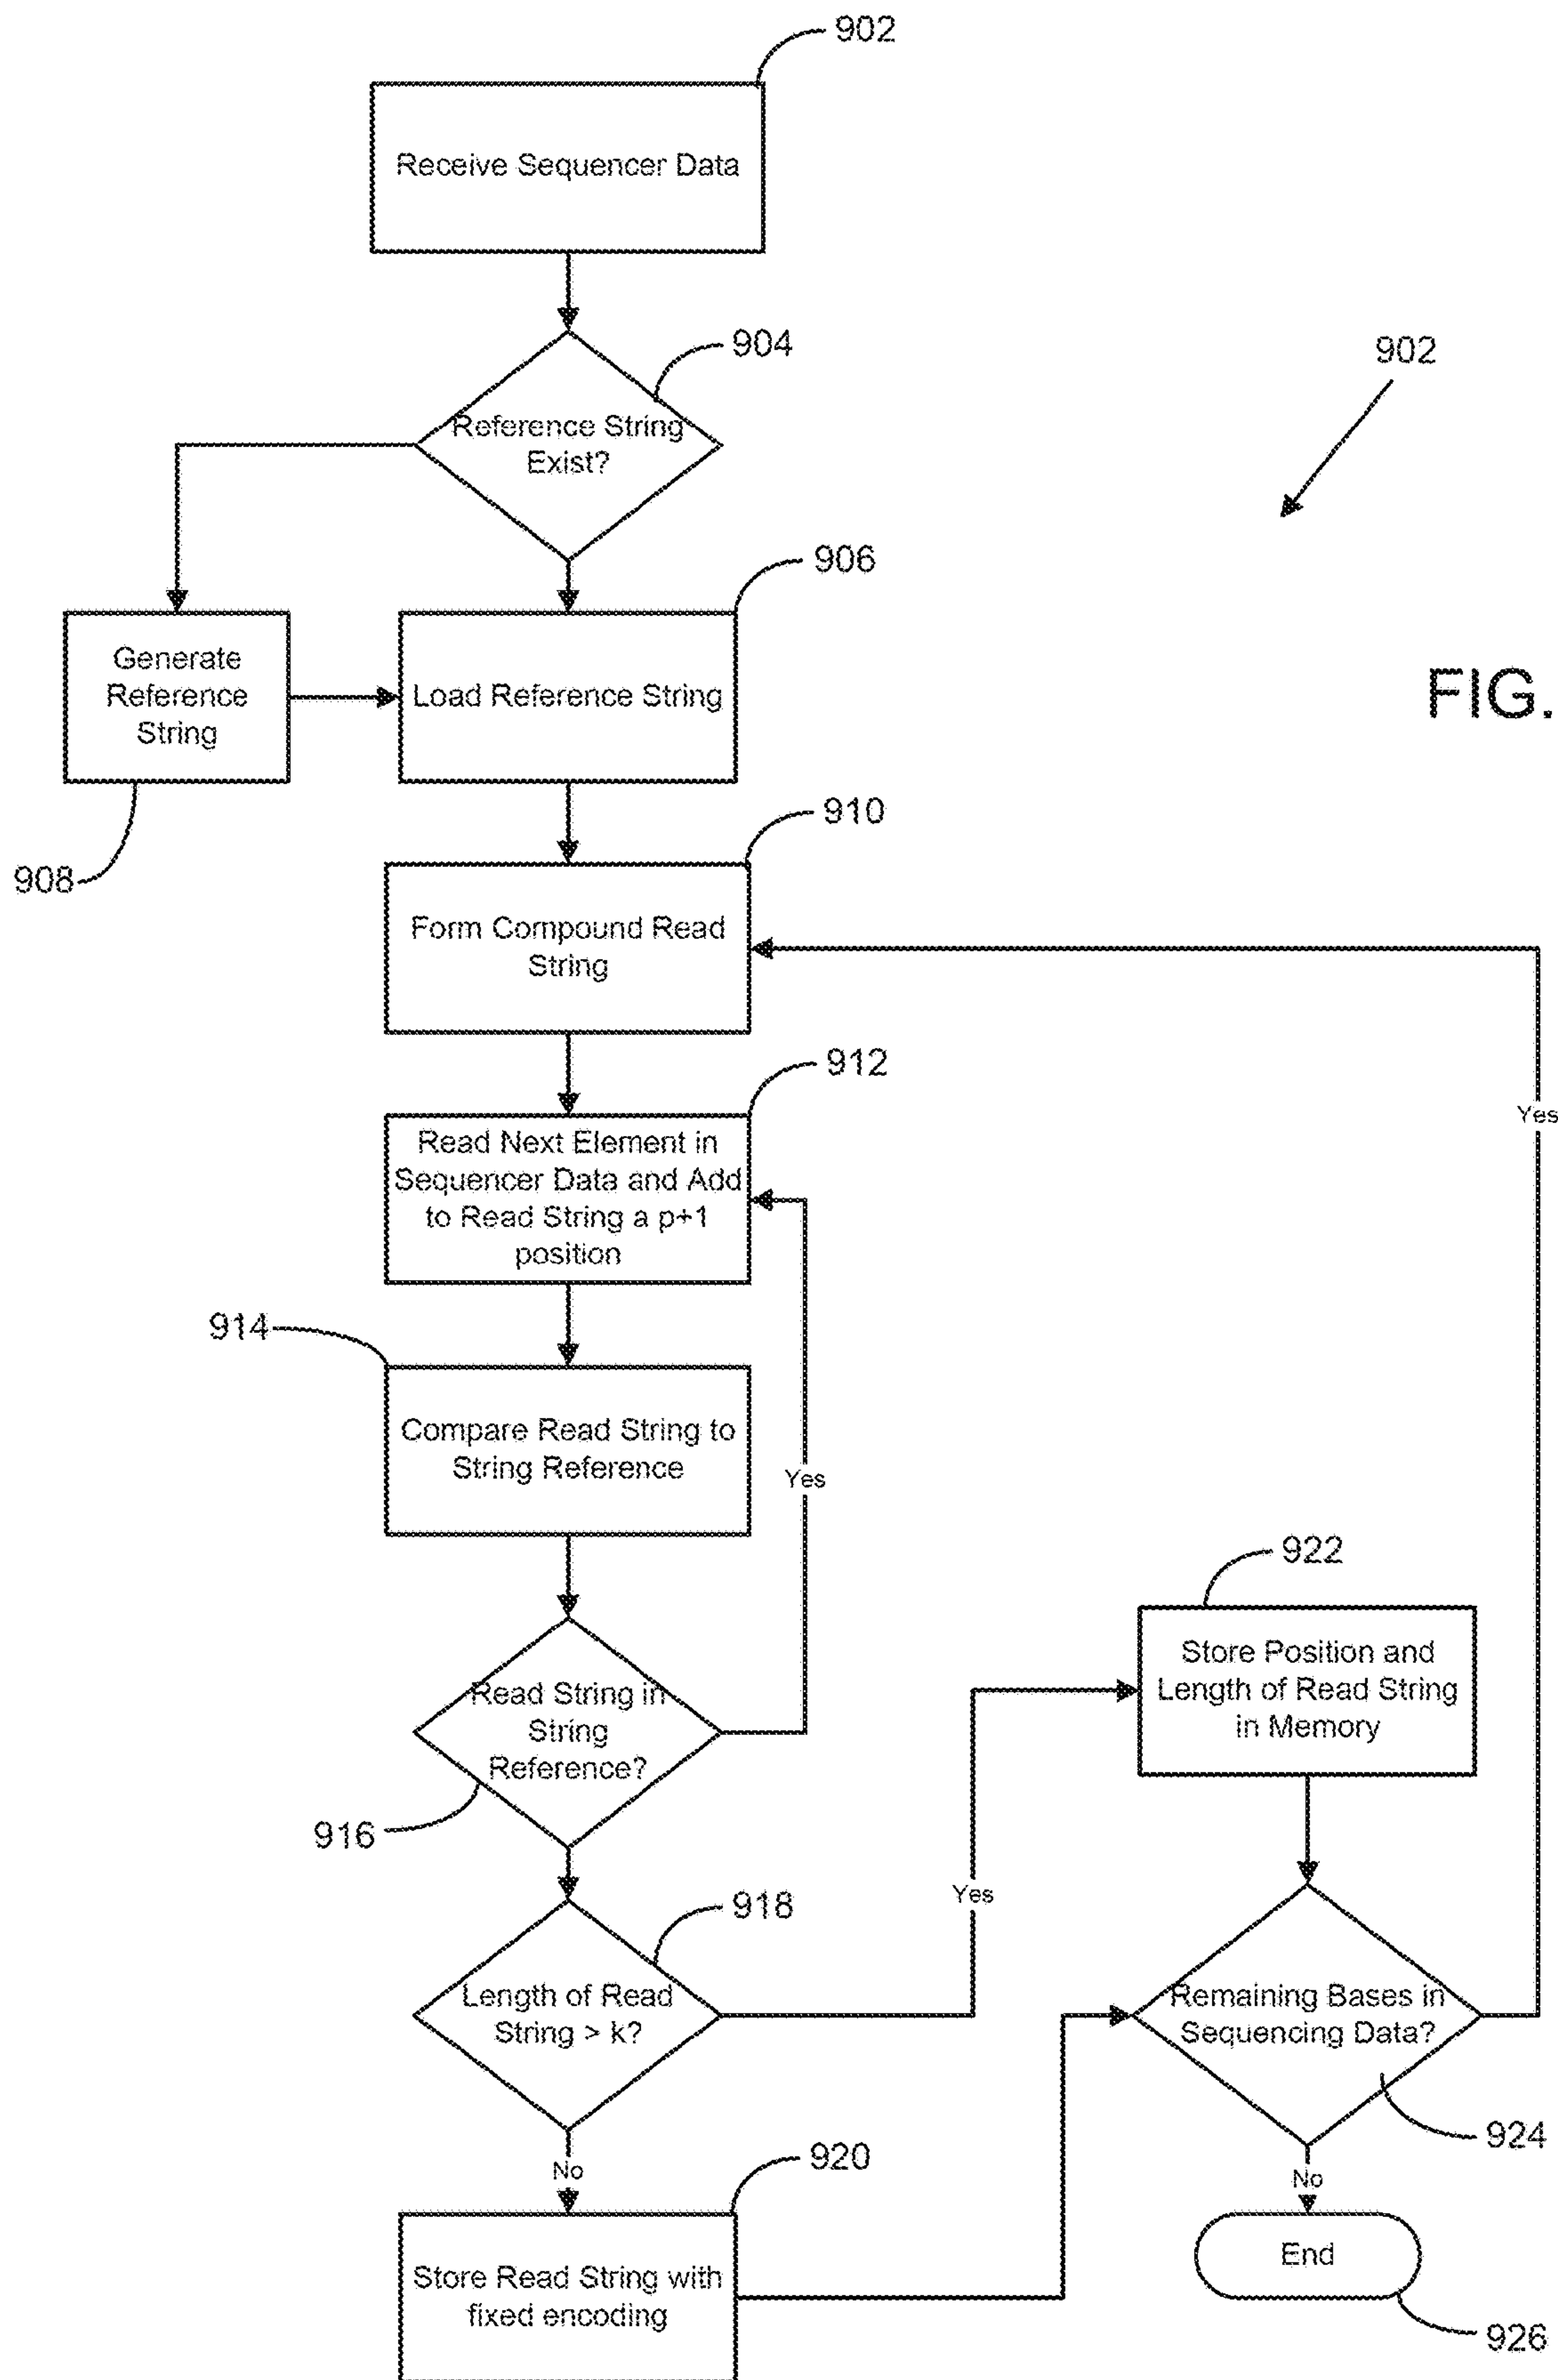 902
Receive Sequencer Data
904
Reference String
Exist?
902
906
Generate
Reference
String
Load Reference String
FIG.
908
910
Form Compound Read
String
912
Read Next Element in
Sequencer Data and Add
to Read String a p+1
position
Yes
914
Compare Read String to
String Reference
Yes
922
Store Position and
Length of Read String
in Memory
Read String in
String
Reference?
916
918
Yes
Length of Read
String > k?
Remaining Bases in
Sequencing Data?
924
No
920
No
Store Read String with
fixed encoding
End
926